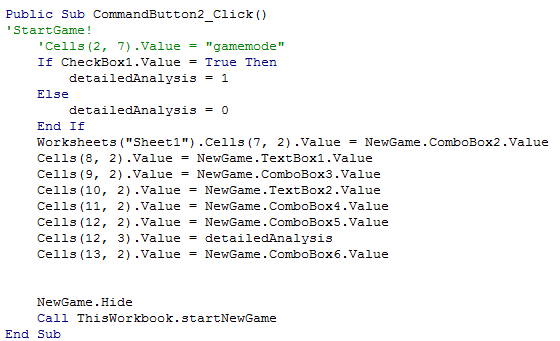 Public Sub CommandButton2_Click()
'StartGame!
    'Cells(2, 7).Value = "gamemode"
    If CheckBox1.Value = True Then
        detailedAnalysis = 1
    Else
        detailedAnalysis = 0
    End If
    Worksheets("Sheet1").Cells(7, 2).Value = NewGame.ComboBox2.Value
    Cells(8, 2).Value = NewGame.TextBox1.Value
    Cells(9, 2).Value = NewGame.ComboBox3.Value
    Cells(10, 2).Value = NewGame.TextBox2.Value
    Cells(11, 2).Value = NewGame.ComboBox4.Value
    Cells(12, 2).Value = NewGame.ComboBox5.Value
    Cells(12, 3).Value = detailedAnalysis
    Cells(13, 2).Value = NewGame.ComboBox6.Value
    NewGame.Hide
    Call ThisWorkbook.startNewGame
End Sub